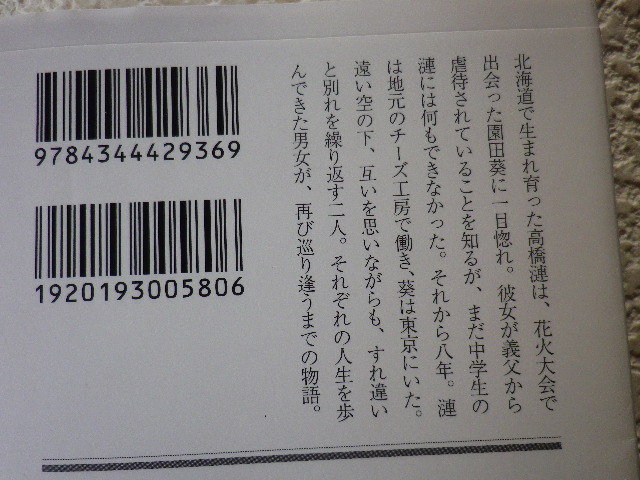 北海道で生まれ育った高橋漣は、花火大会で
出会った園田葵に一目惚れ。彼女が義父から
虐待されていることを知るが、まだ中学生の
漣には何もできなかった。それから八年。漣
は地元のチーズ工房で働き、葵は東京にいた。
遠い空の下、互いを思いながらも、すれ違い
と別れを繰り返す二人。それぞれの人生を歩
んできた男女が、再び巡り逢うまでの物語。
9784344429369
1920193005806